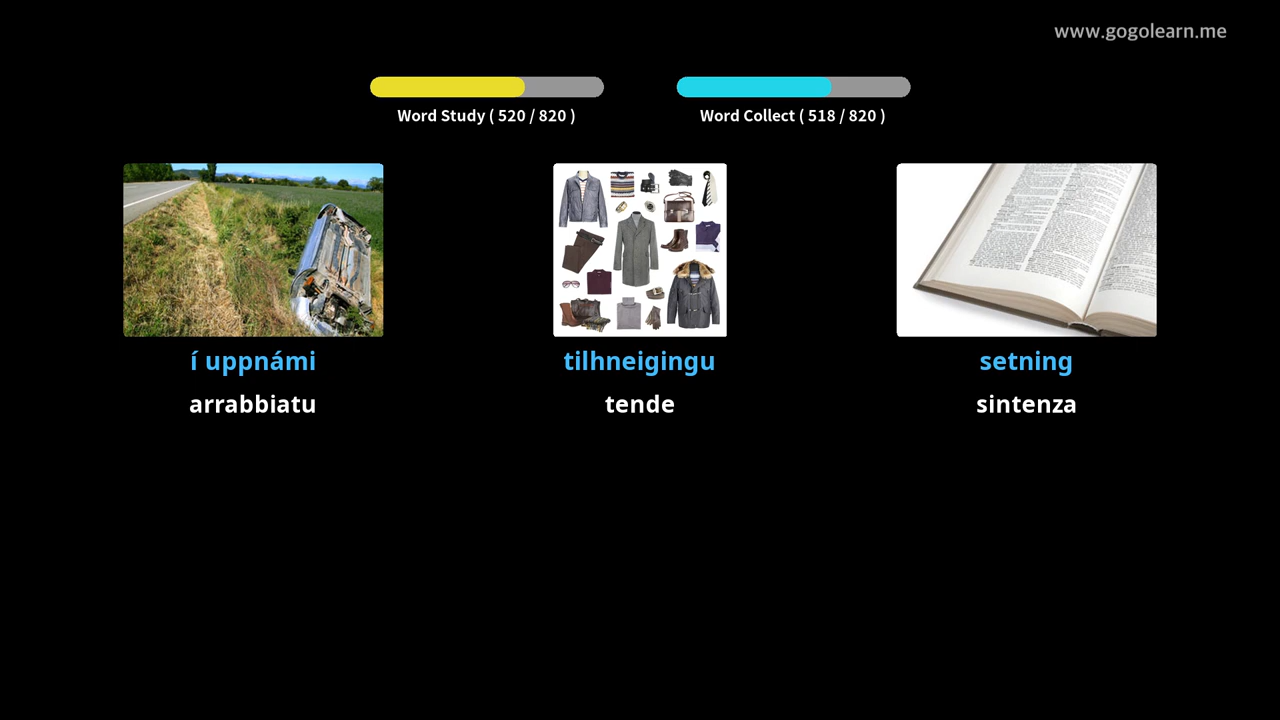 www.gogolearn.me
Word Study ( 520 / 820 )
Word Collect ( 518 / 820 )
í uppnámi
tilhneigingu
setning
arrabbiatu
tende
sintenza